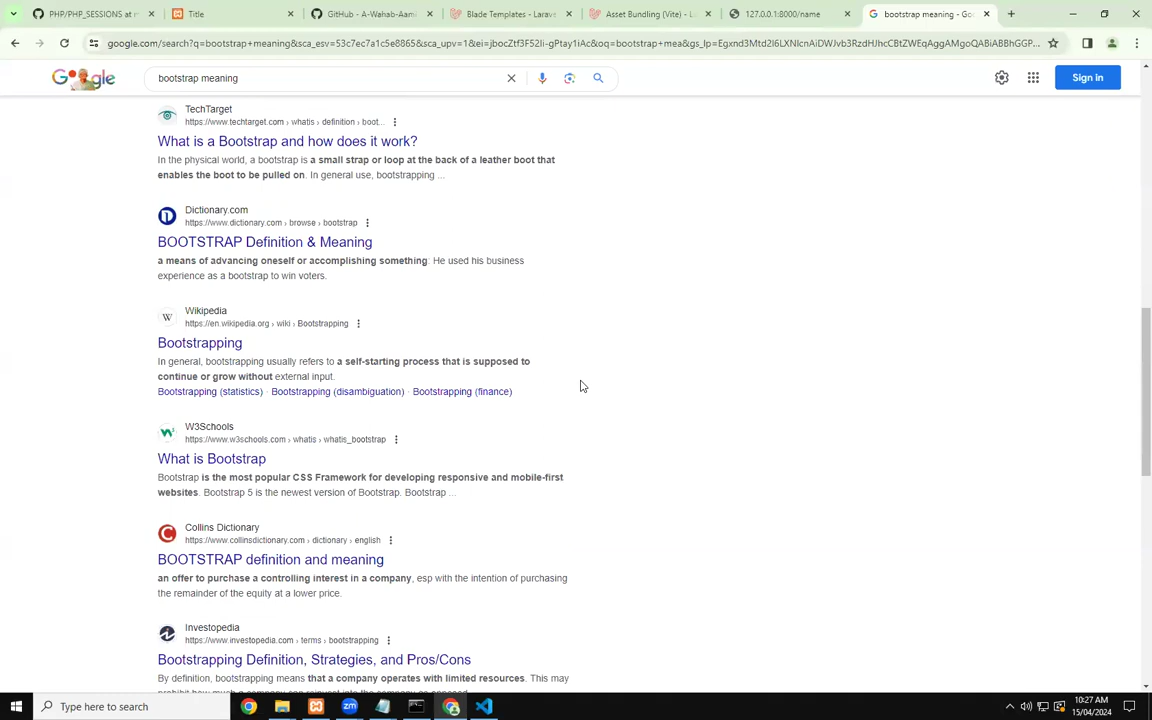 PHP/PHP_SESSIONS at m
Title
GitHub - A-Wahab-Aami
Blade Templates - Larave
Asset Bundling (Vite) - L
127.0.0.1:8000/name
bootstrap meaning - Goo
google.com/search?q=bootstrap+meaning&sca_esv=53c7ec7a1c5e8865&sca_upv=1&ei=
Google
bootstrap meaning
Sign in
TechTarget
https://www.techtarget.com › whatis › definition › boot...
What is a Bootstrap and how does it work?
In the physical world, a bootstrap is a small strap or loop at the back of a leather boot that
enables the boot to be pulled on. In general use, bootstrapping ...
Dictionary.com
https://www.dictionary.com › browse › bootstrap
BOOTSTRAP Definition & Meaning
a means of advancing oneself or accomplishing something: He used his business
experience as a bootstrap to win voters.
Wikipedia
https://en.wikipedia.org › wiki › Bootstrapping
Bootstrapping
In general, bootstrapping usually refers to a self-starting process that is supposed to
continue or grow without external input.
Bootstrapping (statistics) · Bootstrapping (disambiguation) · Bootstrapping (finance)
W3Schools
https://www.w3schools.com › whatis › whatis_bootstrap
What is Bootstrap
Bootstrap is the most popular CSS Framework for developing responsive and mobile-first
websites. Bootstrap 5 is the newest version of Bootstrap. Bootstrap ...
Collins Dictionary
https://www.collinsdictionary.com › dictionary › english
BOOTSTRAP definition and meaning
an offer to purchase a controlling interest in a company, esp with the intention of purchasing
the remainder of the equity at a lower price.
Investopedia
https://www.investopedia.com › terms › bootstrapping
Bootstrapping Definition, Strategies, and Pros/Cons
By definition, bootstrapping means that a company operates with limited resources. This may
Type here to search
10:27 AM
15/04/2024